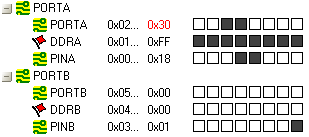 PORTA
PORTA 0x02... 0x30
DDRA 0x01... 0xFF
PINA 0x00... 0x18
PORTB
PORTB 0x05... 0x00
DDRB 0x04... 0x00
PINB 0x03... 0x01